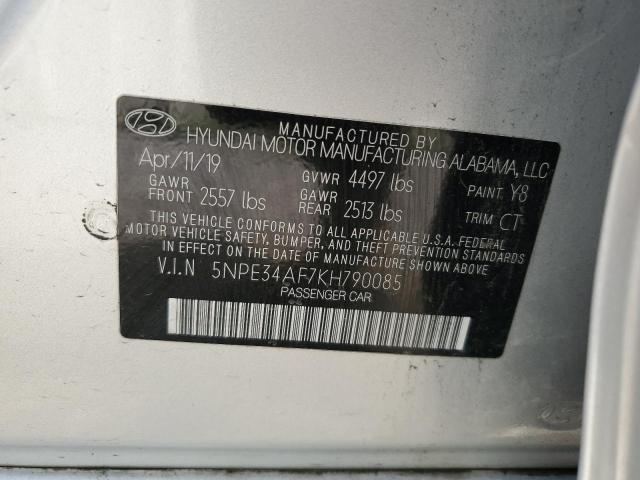 MANUFACTURED BY
HYUNDAI MOTOR MANUFACTURING ALABAMA, LLC
Apr/11/19 GVWR 4497 lbs PAINT Y8
GAWR FRONT 2557 lbs GAWR REAR 2513 lbs TRIM CT
THIS VEHICLE CONFORMS TO ALL APPLICABLE U.S.A. FEDERAL
MOTOR VEHICLE SAFETY, BUMPER, AND THEFT PREVENTION STANDARDS
IN EFFECT ON THE DATE OF MANUFACTURE SHOWN ABOVE.
V.I.N 5NPE34AF7KH790085
PASSENGER CAR